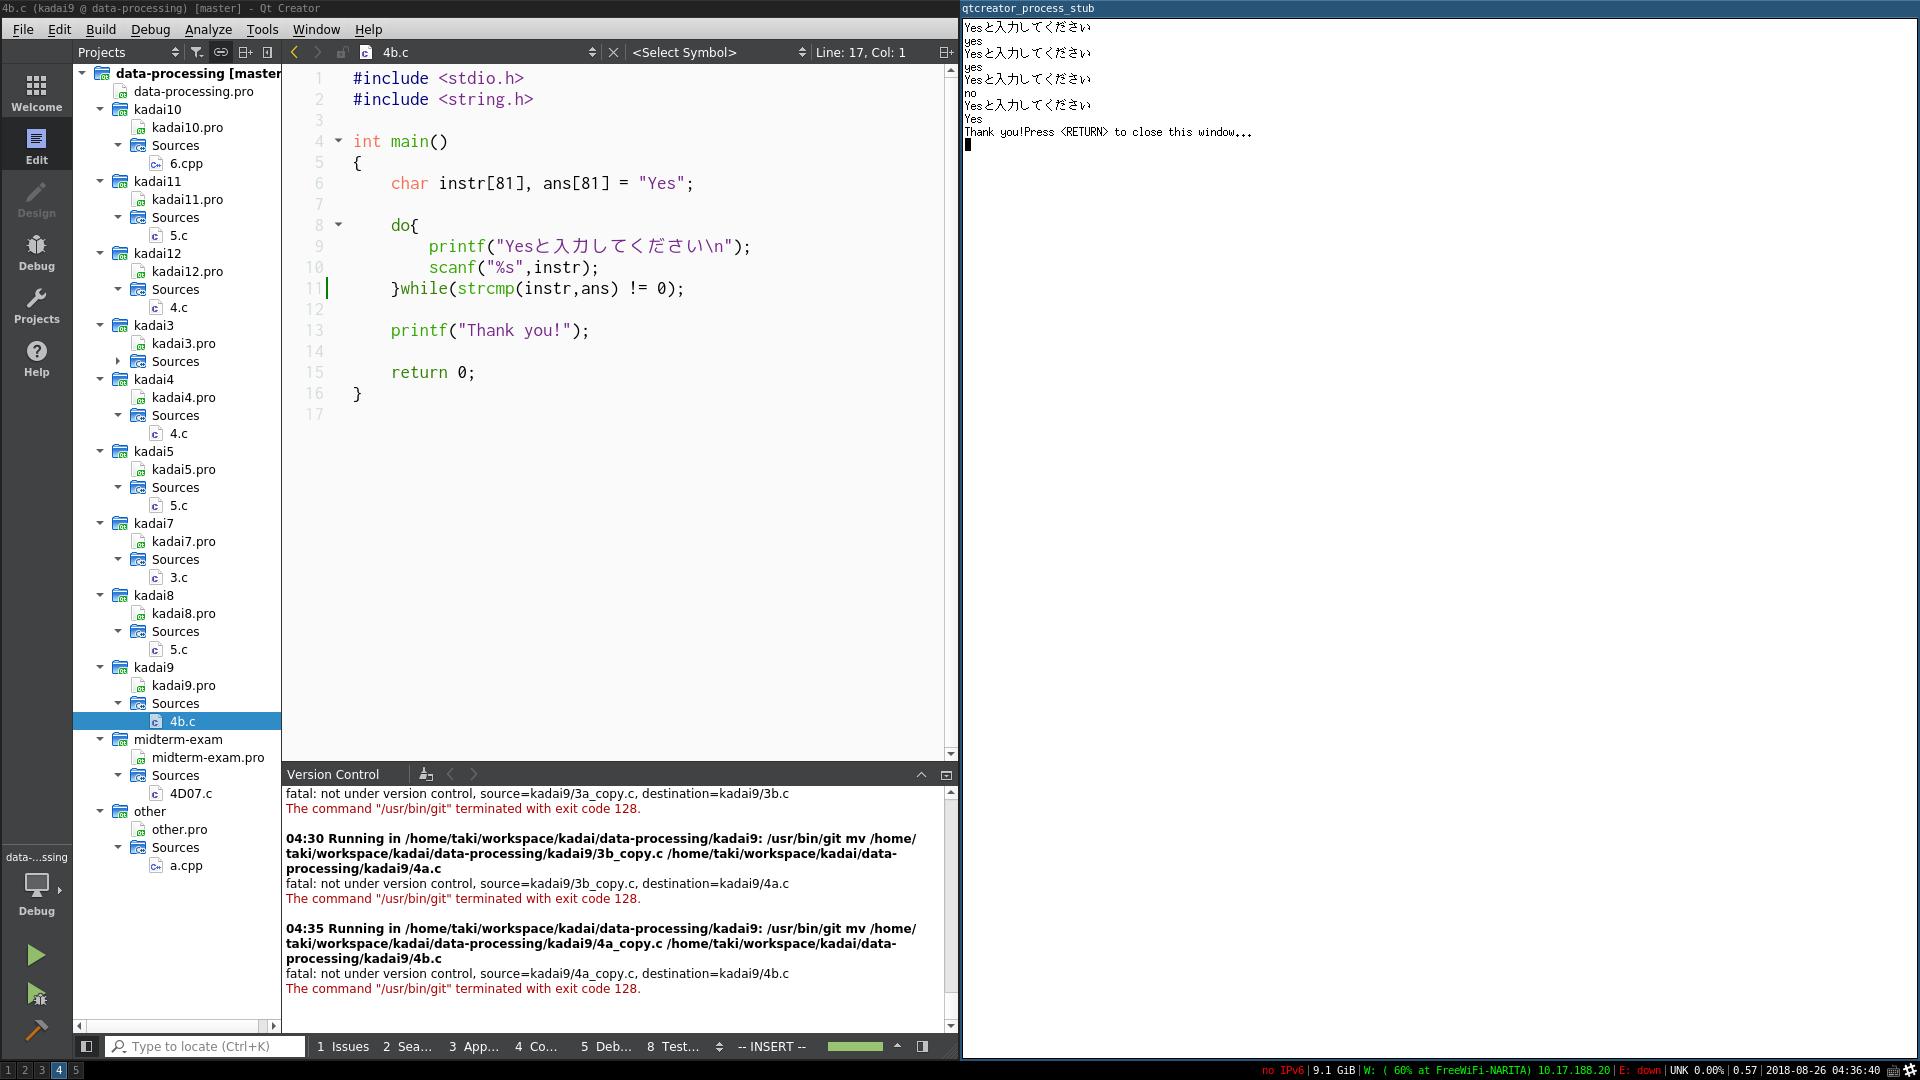 4b.c (kadai9 @ data-processing) [master] - Qt Creator
File Edit Build Debug Analyze Tools Window Help
Projects
4b.c <Select Symbol> Line: 17, Col: 1
Welcome
Edit
Design
Debug
Projects
Help
data-processing [master
data-processing.pro
kadai10
kadai10.pro
Sources
6.cpp
kadai11
kadai11.pro
Sources
5.c
kadai12
kadai12.pro
Sources
4.c
kadai3
kadai3.pro
Sources
kadai4
kadai4.pro
Sources
4.c
kadai5
kadai5.pro
Sources
5.c
kadai7
kadai7.pro
Sources
3.c
kadai8
kadai8.pro
Sources
5.c
kadai9
kadai9.pro
Sources
4b.c
midterm-exam
midterm-exam.pro
Sources
4D07.c
other
other.pro
Sources
a.cpp
data-...ssing
Debug
1 #include <stdio.h>
2 #include <string.h>
3
4 int main()
5 {
6 char instr[81], ans[81] = "Yes";
7
8 do{
9 printf("Yesと入力してください\n");
10 scanf("%s",instr);
11 }while(strcmp(instr,ans) != 0);
12
13 printf("Thank you!");
14
15 return 0;
16 }
17
Version Control
fatal: not under version control, source=kadai9/3a_copy.c, destination=kadai9/3b.c
The command "/usr/bin/git" terminated with exit code 128.
04:30 Running in /home/taki/workspace/kadai/data-processing/kadai9: /usr/bin/git mv /home/
taki/workspace/kadai/data-processing/kadai9/3b_copy.c /home/taki/workspace/kadai/data-
processing/kadai9/4a.c
fatal: not under version control, source=kadai9/3b_copy.c, destination=kadai9/4a.c
The command "/usr/bin/git" terminated with exit code 128.
04:35 Running in /home/taki/workspace/kadai/data-processing/kadai9: /usr/bin/git mv /home/
taki/workspace/kadai/data-processing/kadai9/4a_copy.c /home/taki/workspace/kadai/data-
processing/kadai9/4b.c
fatal: not under version control, source=kadai9/4a_copy.c, destination=kadai9/4b.c
The command "/usr/bin/git" terminated with exit code 128.
Type to locate (Ctrl+K) 1 Issues 2 Sea... 3 App... 4 Co... 5 Deb... 8 Test... -- INSERT --
qtcreator_process_stub
Yesと入力してください
yes
Yesと入力してください
yes
Yesと入力してください
no
Yesと入力してください
Yes
Thank you!Press <RETURN> to close this window...
1 2 3 4 5
no IPv6 | 9.1 GiB | W: ( 60% at FreeWiFi-NARITA) 10.17.188.20 | E: down | UNK 0.00% | 0.57 | 2018-08-26 04:36:40